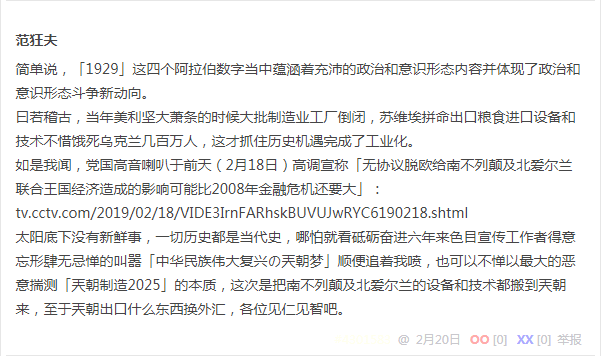 范狂夫
简单说，「1929」这四个阿拉伯数字当中蕴涵着充沛的政治和意识形态内容并体现了政治和
意识形态斗争新动向。
曰若稽古，当年美利坚大萧条的时候大批制造业工厂倒闭，苏维埃拼命出口粮食进口设备和
技术不惜饿死乌克兰几百万人，这才抓住历史机遇完成了工业化。
如是我闻，党国高音喇叭于前天（2月18日）高调宣称「无协议脱欧给南不列颠及北爱尔兰
联合王国经济造成的影响可能比2008年金融危机还要大」：
tv.cctv.com/2019/02/18/VIDE3IrnFARhskBUVUJwRYC6190218.shtml
太阳底下没有新鲜事，一切历史都是当代史，哪怕就看砥砺奋进六年来色目宣传工作者得意
忘形肆无忌惮的叫嚣「中华民族伟大复兴の天朝梦」顺便追着我喷，也可以不惮以最大的恶
意揣测「天朝制造2025」的本质，这次是把南不列颠及北爱尔兰的设备和技术都搬到天朝
来，至于天朝出口什么东西换外汇，各位见仁见智吧。
@ 2月20日 OO [0] XX [0] 举报